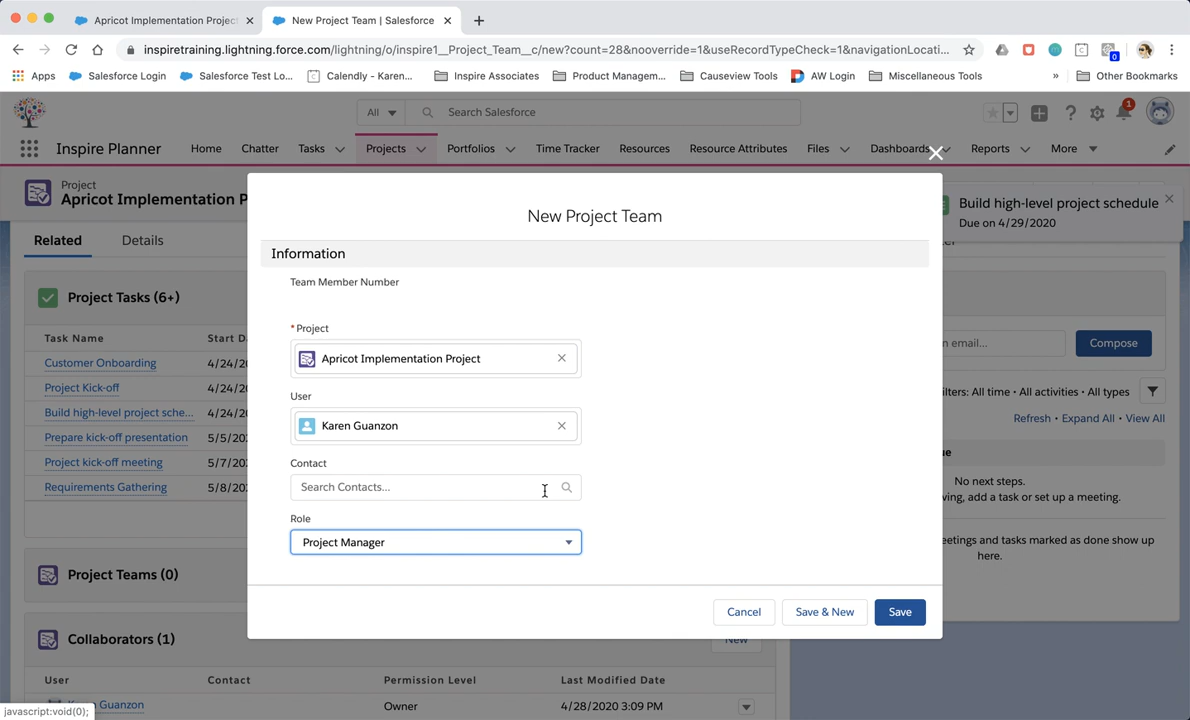 Apricot Implementation Projec
New Project Team | Salesforce
inspiretraining.lightning.force.com/lightning/o/inspire1__Project_Team__c/new?count=28&nooverride=1&useRecordTypeCheck=1&navigationLocati...
0
Apps
Salesforce Login
Salesforce Test Lo...
Calendly - Karen...
Inspire Associates
Product Managem...
Causeview Tools
AW Login
Miscellaneous Tools
»
Other Bookmarks
All
Search Salesforce
1
Inspire Planner
Home
Chatter
Tasks
Projects
Portfolios
Time Tracker
Resources
Resource Attributes
Files
Dashboards
Reports
More
Project
Apricot Implementation P
Build high-level project schedule
Due on 4/29/2020
Related
Details
Project Tasks (6+)
Task Name
Start D
Customer Onboarding
4/24/20
Project Kick-off
4/24/20
Build high-level project sche...
4/24/20
Prepare kick-off presentation
5/5/202
Project kick-off meeting
5/7/202
Requirements Gathering
5/8/202
Project Teams (0)
Collaborators (1)
New
User
Contact
Permission Level
Last Modified Date
Karen Guanzon
Owner
4/28/2020 3:09 PM
javascript:void(0);
New Project Team
Information
Team Member Number
*Project
Apricot Implementation Project
User
Karen Guanzon
Contact
Search Contacts...
Role
Project Manager
Cancel
Save & New
Save
n email...
Compose
ilters: All time • All activities • All types
Refresh • Expand All • View All
ue
No next steps.
ving, add a task or set up a meeting.
eetings and tasks marked as done show up
here.